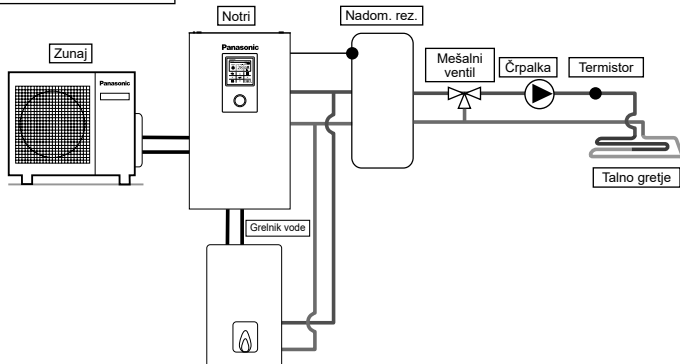 Notri
Nadom. rez.
Zunaj
Panasonic
Panasonic
Mešalni
ventil
Črpalka
Termistor
Talno gretje
Grelnik vode